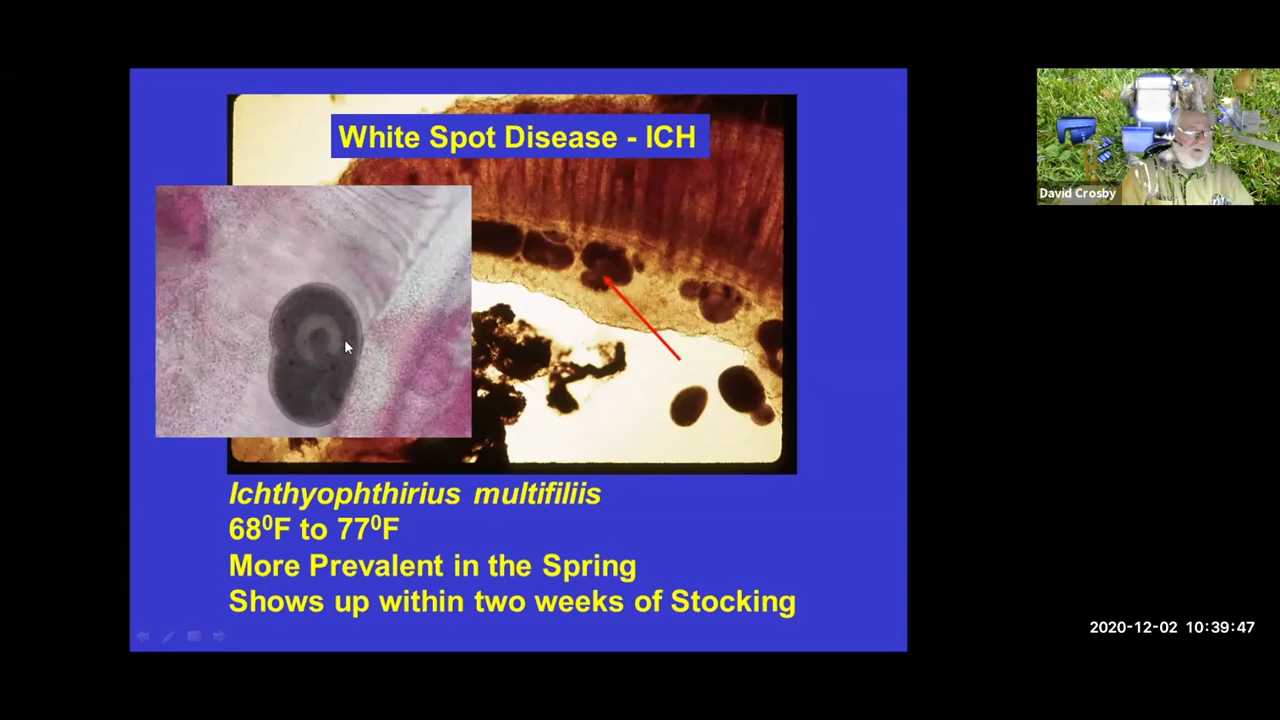 White Spot Disease - ICH
David Crosby
Ichthyophthirius multifiliis
68⁰F to 77⁰F
More Prevalent in the Spring
Shows up within two weeks of Stocking
2020-12-02 10:39:47